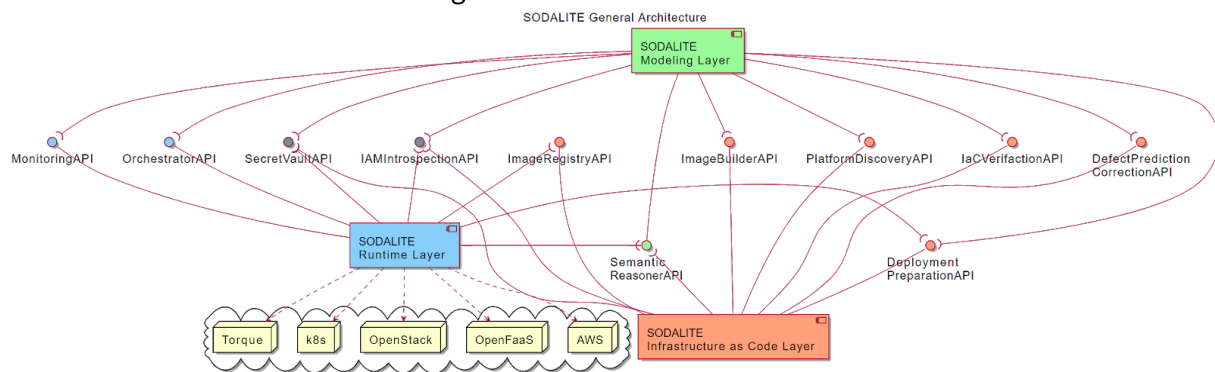 SODALITE General Architecture
SODALITE
Modeling Layer
MonitoringAPI
OrchestratorAPI
SecretVaultAPI
IAMIntrospectionAPI
ImageRegistryAPI
ImageBuilderAPI
PlatformDiscoveryAPI
IaCVerifactionAPI
DefectPrediction
CorrectionAPI
SODALITE
Runtime Layer
Semantic
ReasonerAPI
Deployment
PreparationAPI
Torque
k8s
OpenStack
OpenFaaS
AWS
SODALITE
Infrastructure as Code Layer